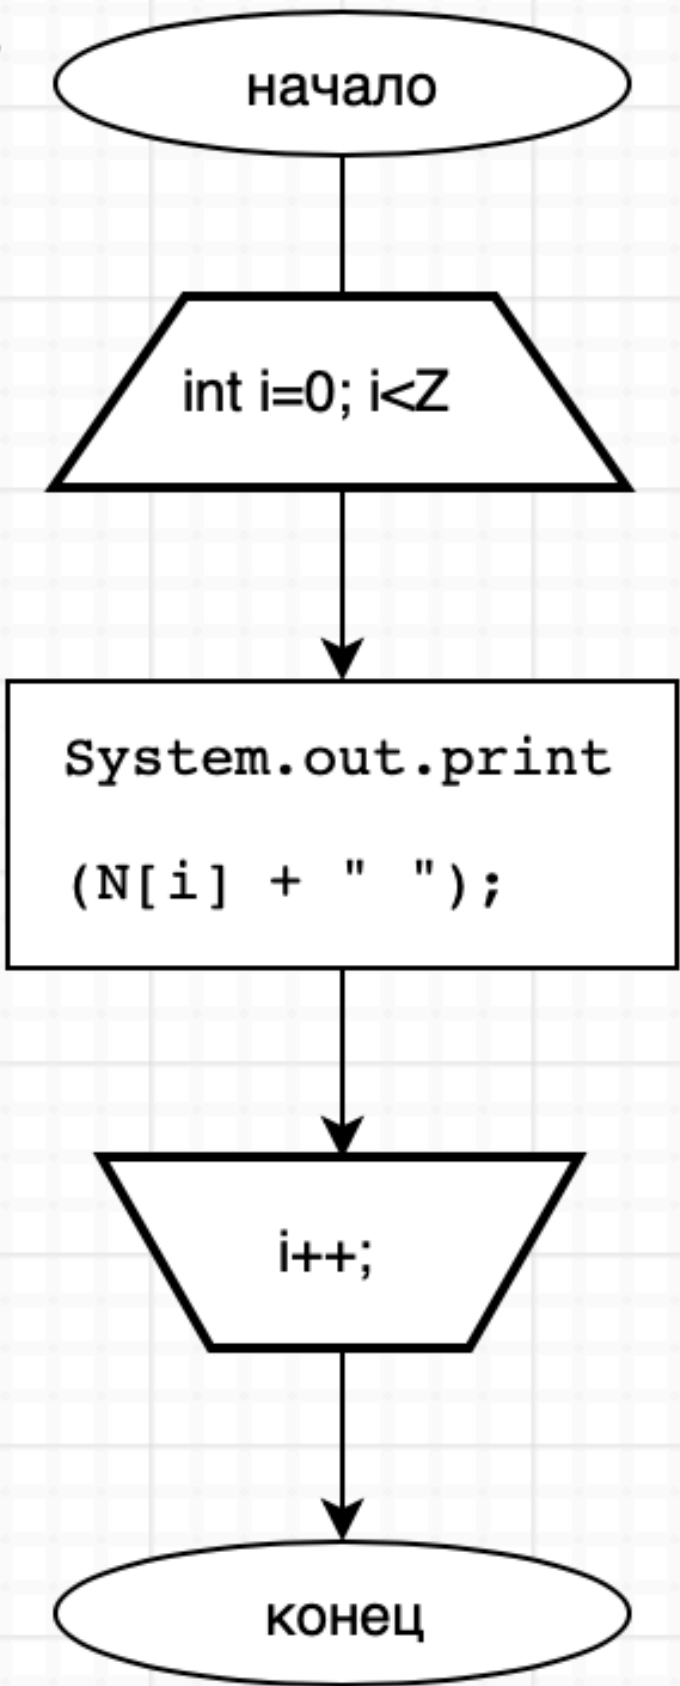 начало
int i=0; i<Z
System.out.print
(N[i] + " ");
i++;
конец